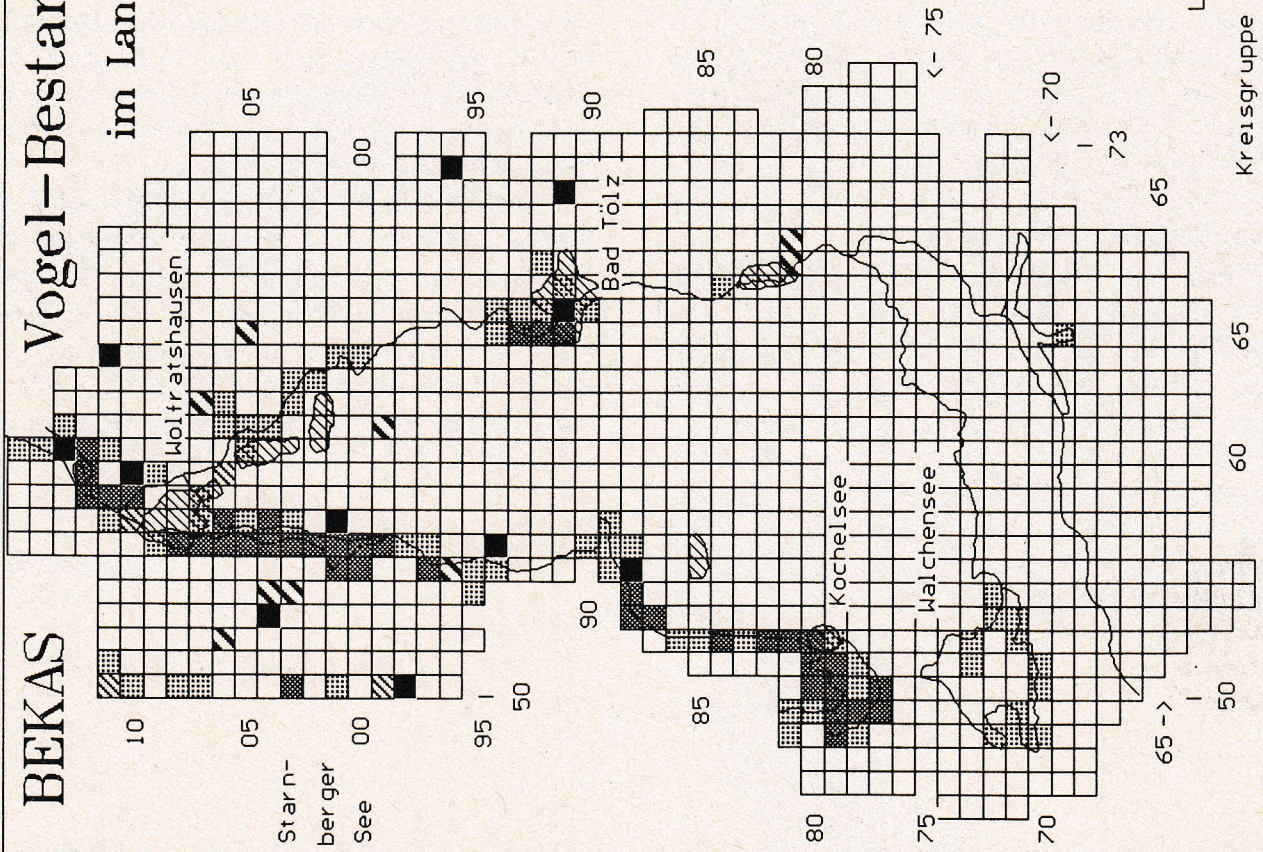 BEKAS Vogel-Bestan
im Lan
10
Wolfratshausen
05 05
Starn-
berger
See 00 00
95 95
50
90 90
Bad Tölz
85 85
80 80
Kochelsee
75 Walchensee <- 75
70 <- 70
73
65 -> 65
50 60 65
Kreisgruppe